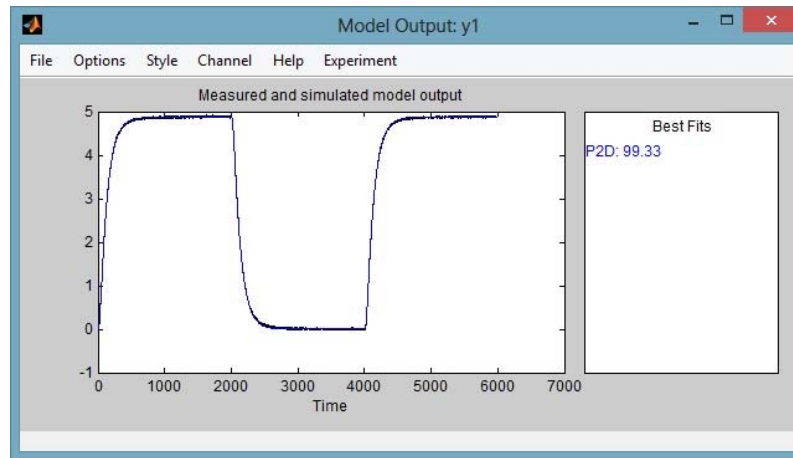 Model Output: y1
File Options Style Channel Help Experiment
Measured and simulated model output
Best Fits
P2D: 99.33
5
4
3
2
1
0
-1
0 1000 2000 3000 4000 5000 6000 7000
Time